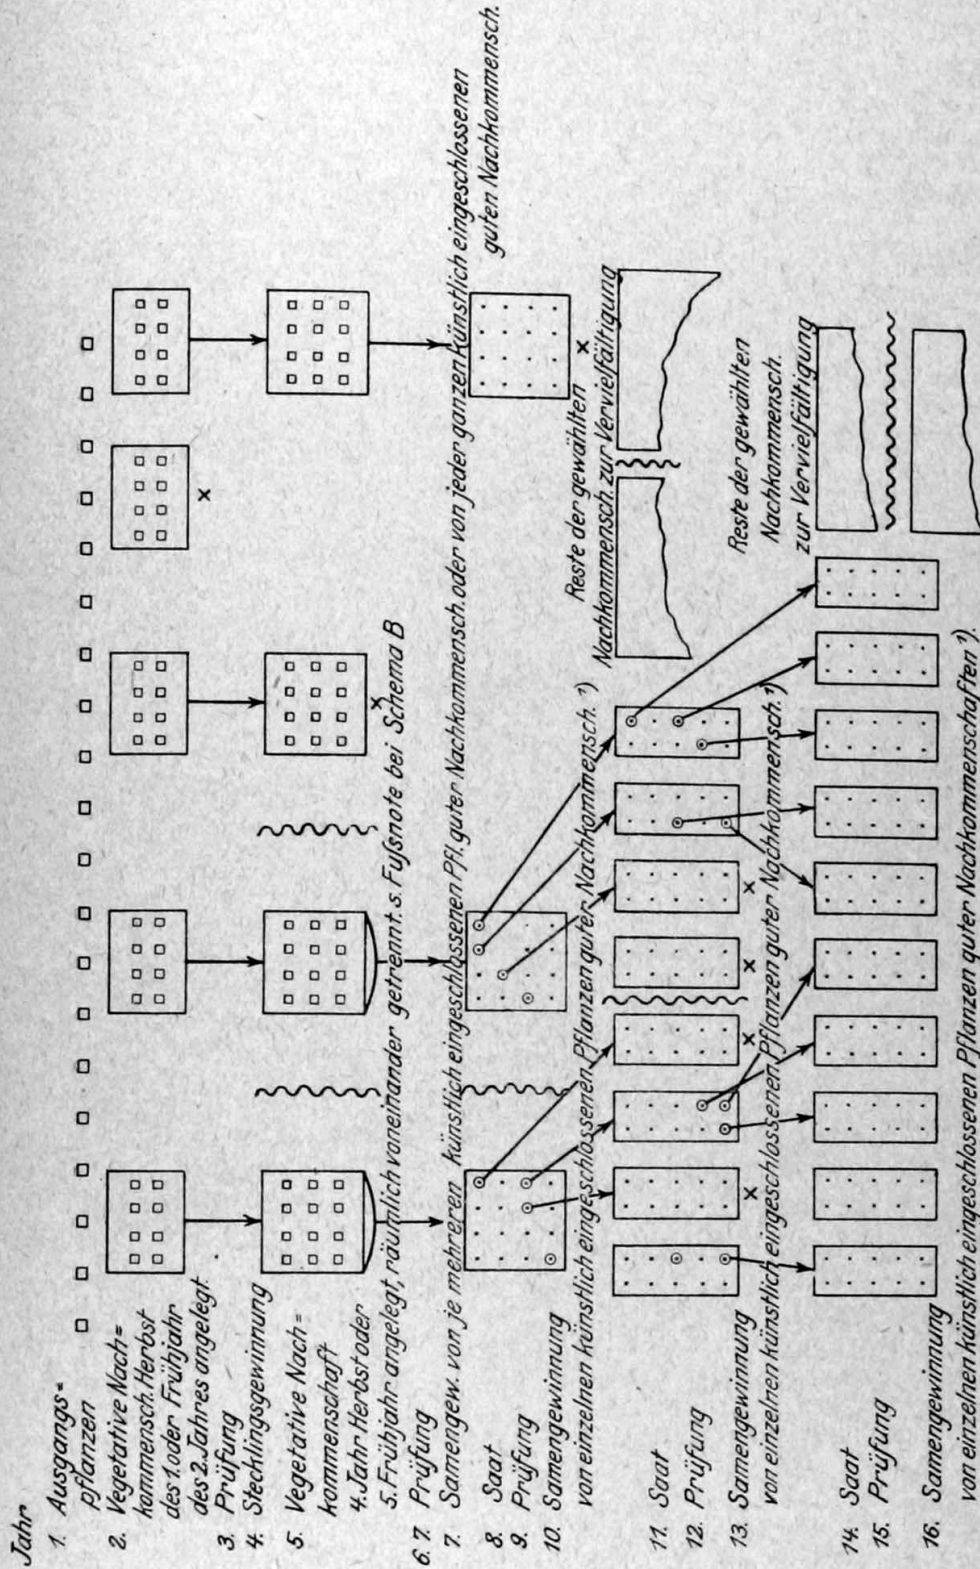 Jahr
1. Ausgangs=
pflanzen
2. Vegetative Nach=
kommensch. Herbst
des 1. oder Frühjahr
des 2. Jahres angelegt
3. Prüfung
4. Stecklingsgewinnung
5. Vegetative Nach=
kommenschaft
4. Jahr Herbst oder
5. Frühjahr angelegt, räumlich voneinander getrennt. s. Fußnote bei Schema B
6. 7. Prüfung
7. Samengew. von je mehreren künstlich eingeschlossenen Pfl. guter Nachkommensch. oder von jeder ganzen künstlich eingeschlossenen
guten Nachkommensch.
8. Saat
9. Prüfung
10. Samengewinnung
von einzelnen künstlich eingeschlossenen Pflanzen guter Nachkommensch. ¹)
Reste der gewählten
Nachkommensch. zur Vervielfältigung
11. Saat
12. Prüfung
13. Samengewinnung
von einzelnen künstlich eingeschlossenen Pflanzen guter Nachkommensch. ¹)
Reste der gewählten
Nachkommensch.
zur Vervielfältigung
14. Saat
15. Prüfung
16. Samengewinnung
von einzelnen künstlich eingeschlossenen Pflanzen guter Nachkommenschaften ¹).